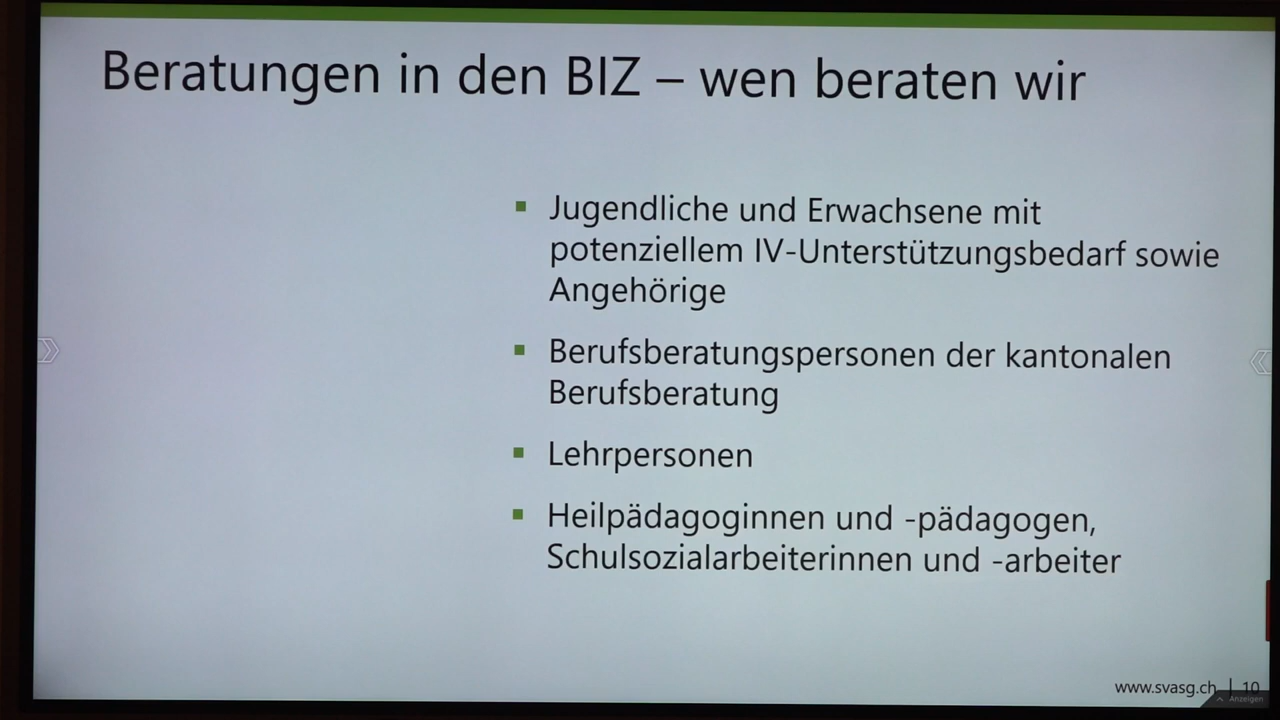 Beratungen in den BIZ – wen beraten wir
▪ Jugendliche und Erwachsene mit
potenziellem IV-Unterstützungsbedarf sowie
Angehörige
▪ Berufsberatungspersonen der kantonalen
Berufsberatung
▪ Lehrpersonen
▪ Heilpädagoginnen und -pädagogen,
Schulsozialarbeiterinnen und -arbeiter
www.svasg.ch | 10
Anzeigen